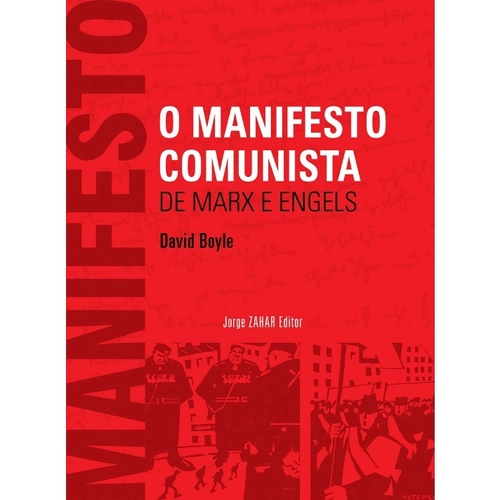 MANIFESTO
O MANIFESTO
COMUNISTA
DE MARX E ENGELS
David Boyle
Jorge ZAHAR Editor